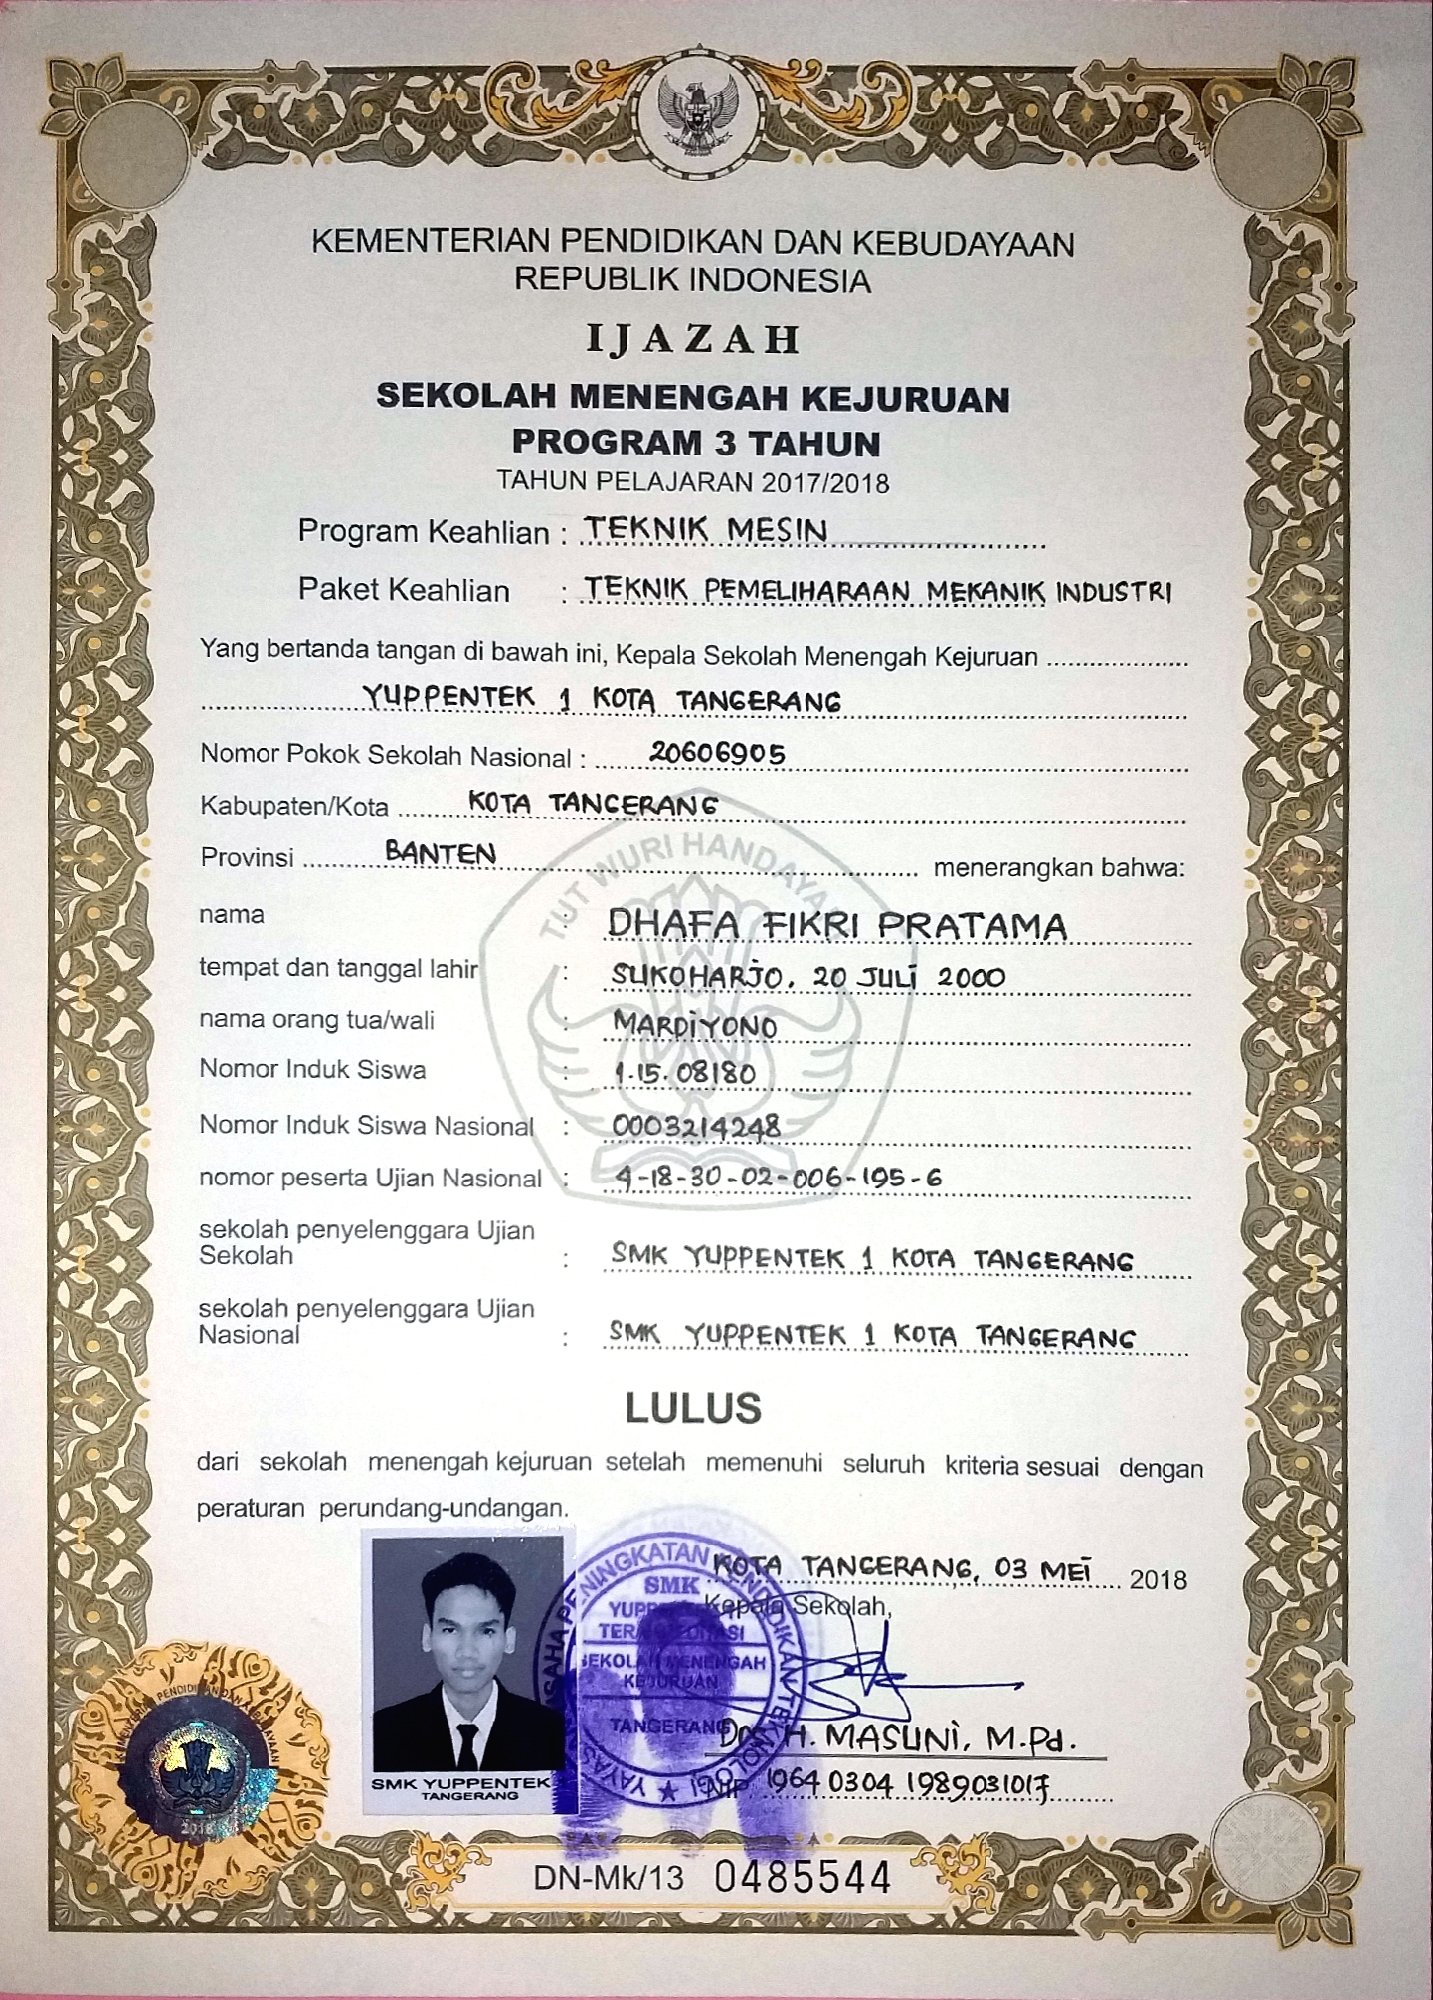 KEMENTERIAN PENDIDIKAN DAN KEBUDAYAAN
REPUBLIK INDONESIA
IJAZAH
SEKOLAH MENENGAH KEJURUAN
PROGRAM 3 TAHUN
TAHUN PELAJARAN 2017/2018
Program Keahlian : TEKNIK MESIN
Paket Keahlian : TEKNIK PEMELIHARAAN MEKANIK INDUSTRI
Yang bertanda tangan di bawah ini, Kepala Sekolah Menengah Kejuruan
YUPPENTEK 1 KOTA TANGERANG
Nomor Pokok Sekolah Nasional : 20606905
Kabupaten/Kota KOTA TANGERANG
Provinsi BANTEN menerangkan bahwa:
TUT WURI HANDAYANI
nama : DHAFA FIKRI PRATAMA
tempat dan tanggal lahir : SUKOHARJO, 20 JULI 2000
nama orang tua/wali : MARDIYONO
Nomor Induk Siswa : 1.15.08180
Nomor Induk Siswa Nasional : 0003214248
nomor peserta Ujian Nasional : 4-18-30-02-006-195-6
sekolah penyelenggara Ujian
Sekolah : SMK YUPPENTEK 1 KOTA TANGERANG
sekolah penyelenggara Ujian
Nasional : SMK YUPPENTEK 1 KOTA TANGERANG
LULUS
dari sekolah menengah kejuruan setelah memenuhi seluruh kriteria sesuai dengan
peraturan perundang-undangan.
KOTA TANGERANG, 03 MEI 2018
Kepala Sekolah,
SMK
SEKOLAH MENENGAH
KEJURUAN
TANGERANG
Drs. H. MASUNI, M.Pd.
NIP. 1964 0304 198903 1017
SMK YUPPENTEK
TANGERANG
KEMENTERIAN PENDIDIKAN DAN KEBUDAYAAN
2018
DN-Mk/13 0485544